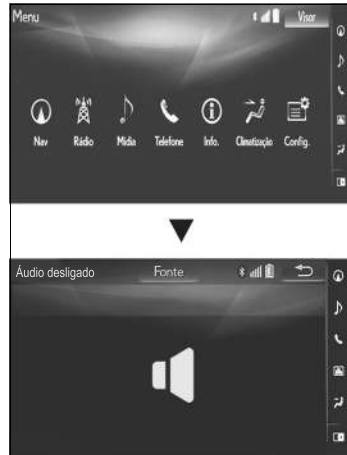 Menu
Visor
Nav
Rádio
Mídia
Telefone
Info.
Climatização
Config.
Áudio desligado
Fonte